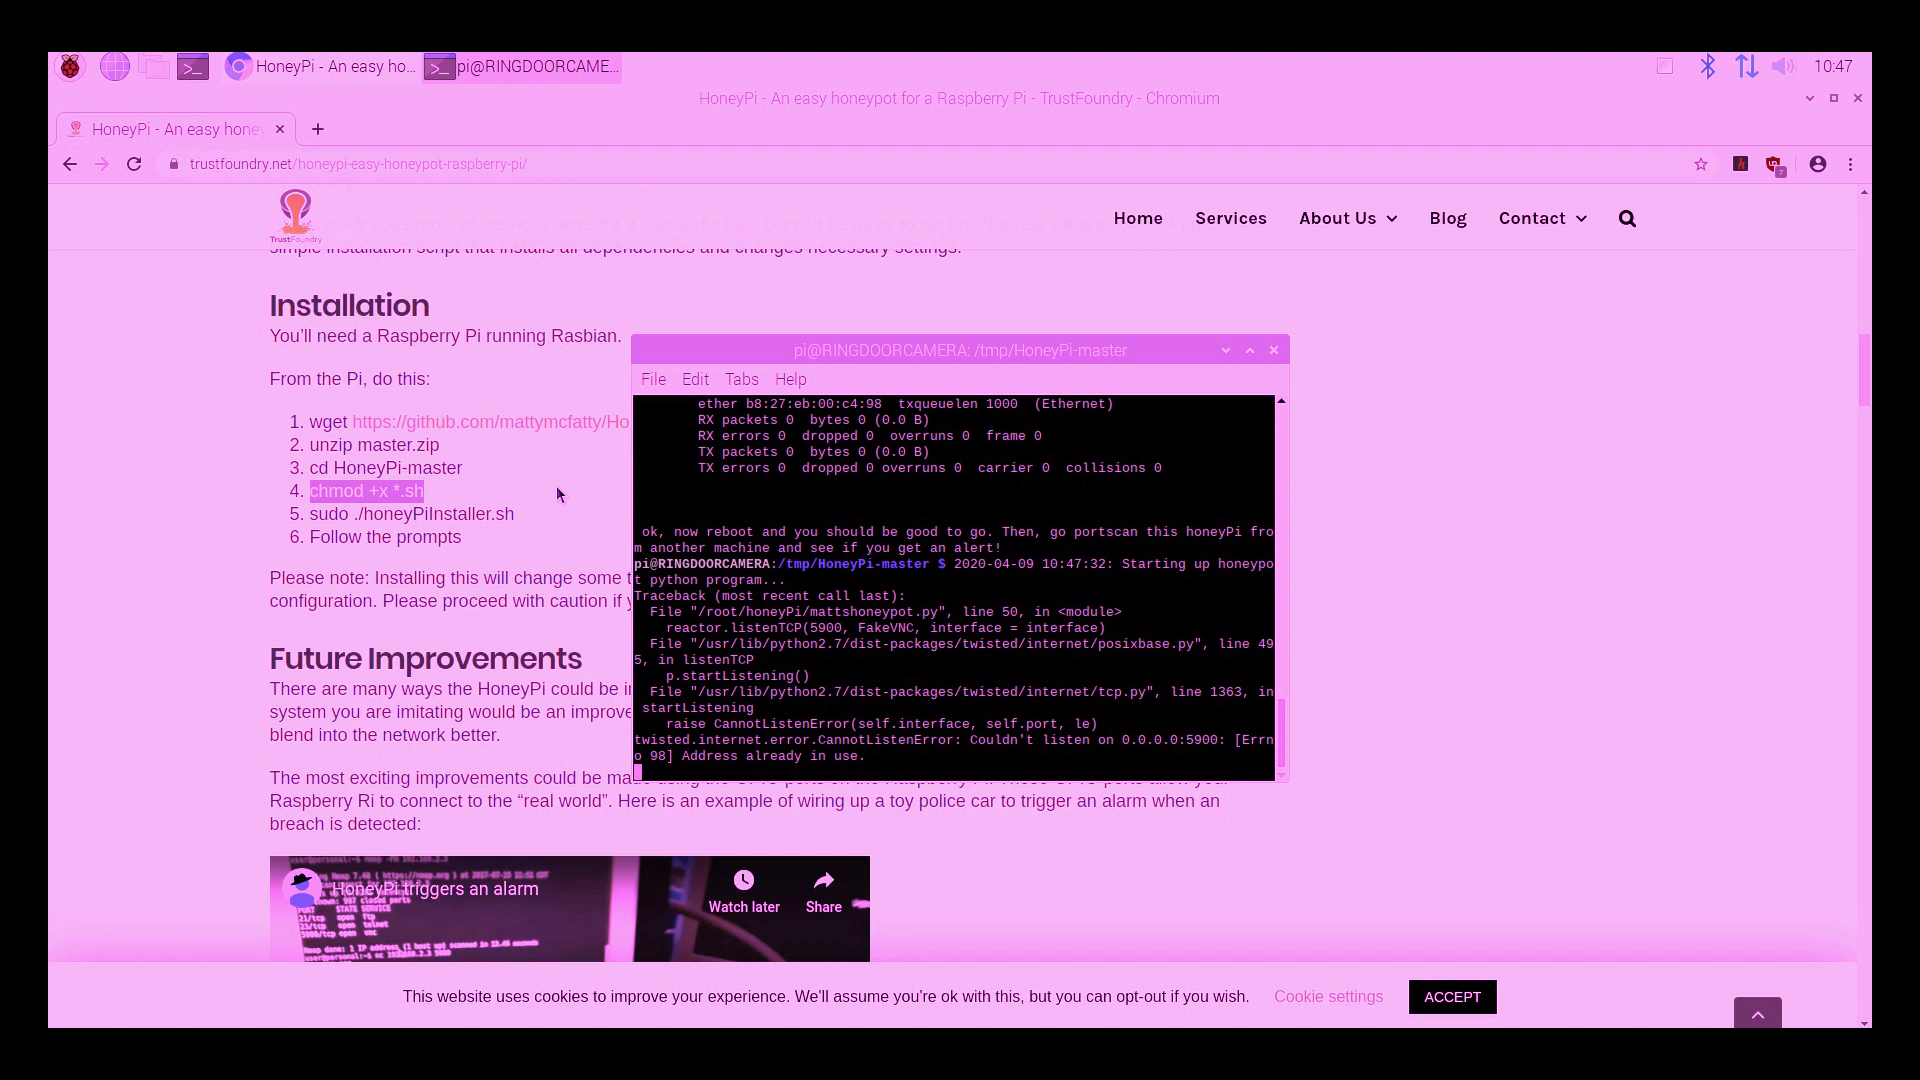 HoneyPi - An easy ho...
pi@RINGDOORCAME...
10:47
HoneyPi - An easy honeypot for a Raspberry Pi - TrustFoundry - Chromium
HoneyPi - An easy honey
trustfoundry.net/honeypi-easy-honeypot-raspberry-pi/
TrustFoundry
Home Services About Us Blog Contact
simple installation script that installs all dependencies and changes necessary settings.
Installation
You'll need a Raspberry Pi running Rasbian.
From the Pi, do this:
1. wget https://github.com/mattymcfatty/Ho
2. unzip master.zip
3. cd HoneyPi-master
4. chmod +x *.sh
5. sudo ./honeyPiInstaller.sh
6. Follow the prompts
Please note: Installing this will change some
configuration. Please proceed with caution if
Future Improvements
There are many ways the HoneyPi could be
system you are imitating would be an improve
blend into the network better.
The most exciting improvements could be ma
Raspberry Ri to connect to the “real world”. Here is an example of wiring up a toy police car to trigger an alarm when an
breach is detected:
pi@RINGDOORCAMERA: /tmp/HoneyPi-master
File Edit Tabs Help
ether b8:27:eb:00:c4:98 txqueuelen 1000 (Ethernet)
RX packets 0 bytes 0 (0.0 B)
RX errors 0 dropped 0 overruns 0 frame 0
TX packets 0 bytes 0 (0.0 B)
TX errors 0 dropped 0 overruns 0 carrier 0 collisions 0
ok, now reboot and you should be good to go. Then, go portscan this honeyPi fro
m another machine and see if you get an alert!
pi@RINGDOORCAMERA:/tmp/HoneyPi-master $ 2020-04-09 10:47:32: Starting up honeypo
t python program...
Traceback (most recent call last):
File "/root/honeyPi/mattshoneypot.py", line 50, in <module>
reactor.listenTCP(5900, FakeVNC, interface = interface)
File "/usr/lib/python2.7/dist-packages/twisted/internet/posixbase.py", line 49
5, in listenTCP
p.startListening()
File "/usr/lib/python2.7/dist-packages/twisted/internet/tcp.py", line 1363, in
startListening
raise CannotListenError(self.interface, self.port, le)
twisted.internet.error.CannotListenError: Couldn't listen on 0.0.0.0:5900: [Errn
o 98] Address already in use.
HoneyPi triggers an alarm
Watch later
Share
PORT STATE SERVICE
21/tcp open ftp
23/tcp open telnet
5900/tcp open vnc
This website uses cookies to improve your experience. We'll assume you're ok with this, but you can opt-out if you wish. Cookie settings ACCEPT